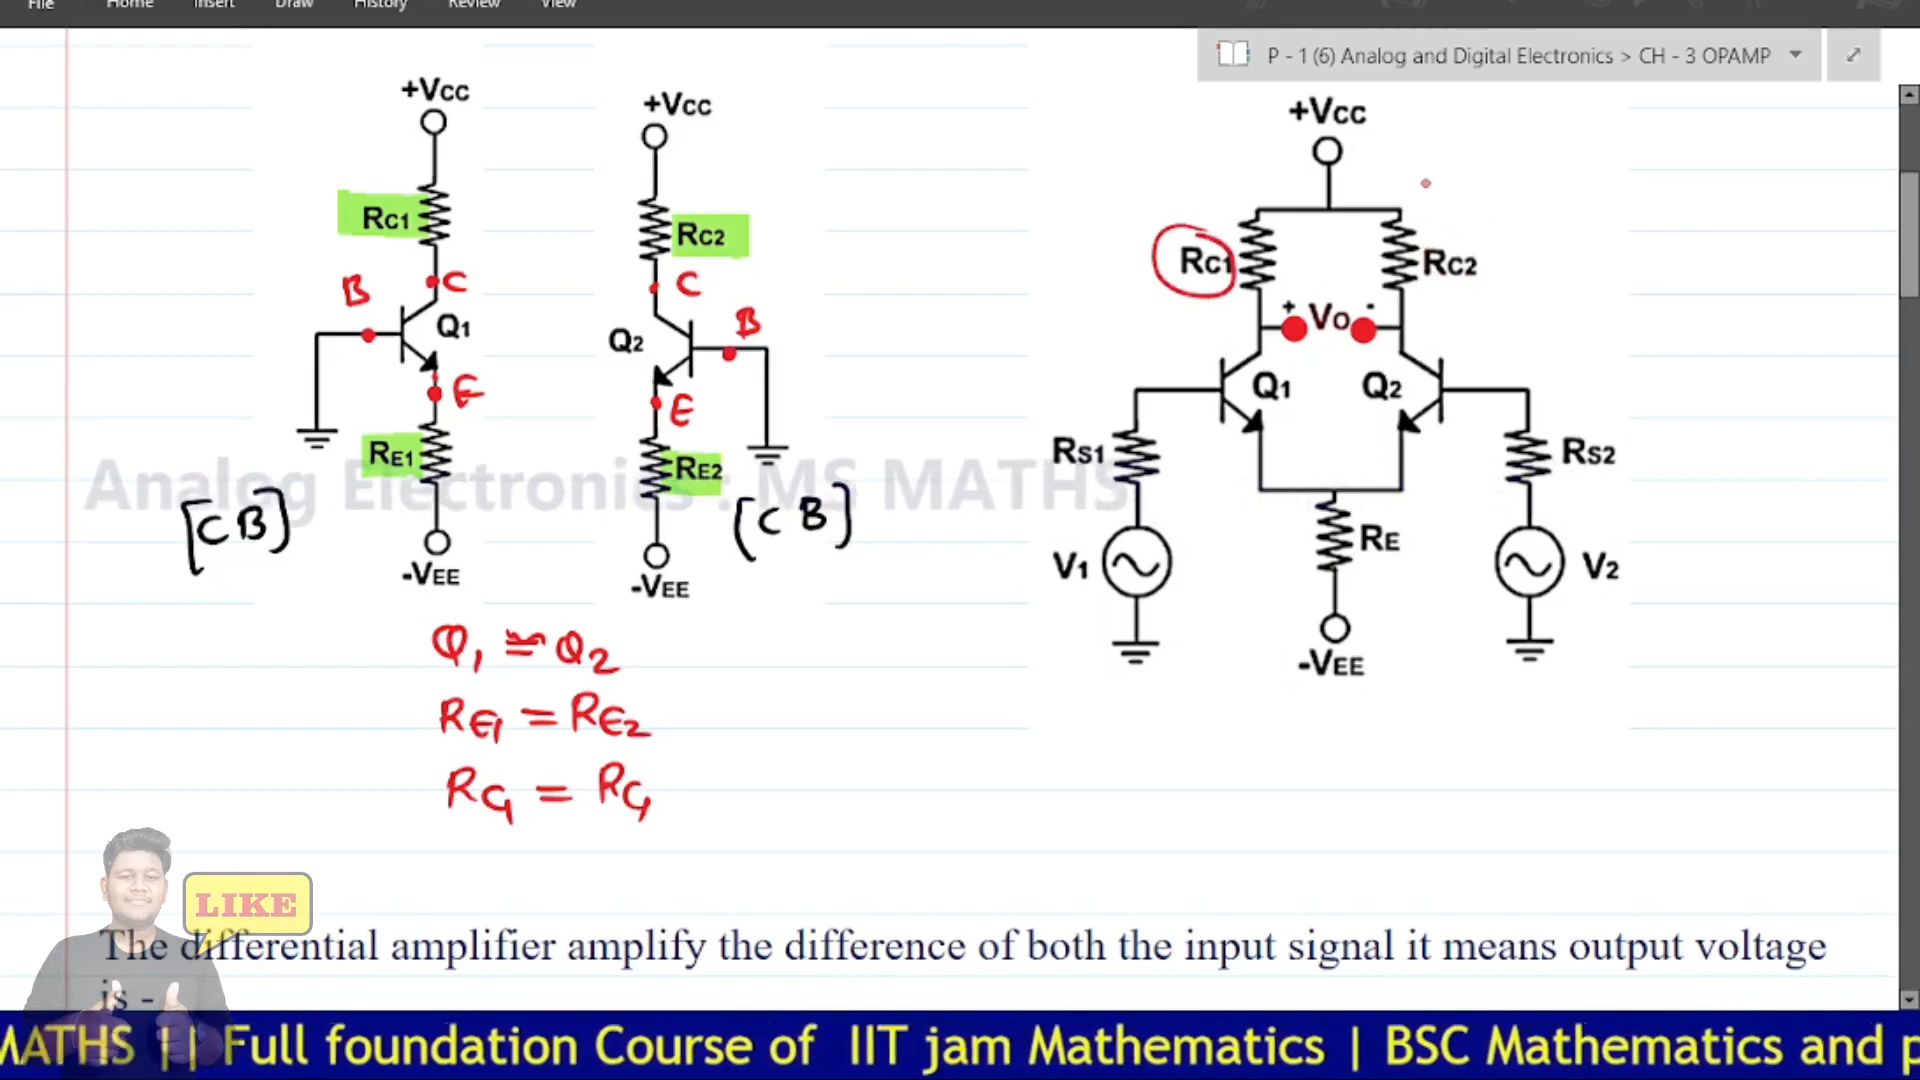 File Home Insert Draw History Review View
P - 1 (6) Analog and Digital Electronics > CH - 3 OPAMP
+VCC
RC1
C
B
Q1
E
RE1
[CB]
-VEE
+VCC
RC2
C
B
Q2
E
RE2
[CB]
-VEE
+VCC
RC1
RC2
+ VO -
Q1
Q2
RS1
RS2
RE
V1
V2
-VEE
Analog Electronics : MS MATHS
Q1 ≃ Q2
RE1 = RE2
RC1 = RC1
LIKE
The differential amplifier amplify the difference of both the input signal it means output voltage
is -
MATHS || Full foundation Course of IIT jam Mathematics | BSC Mathematics and p